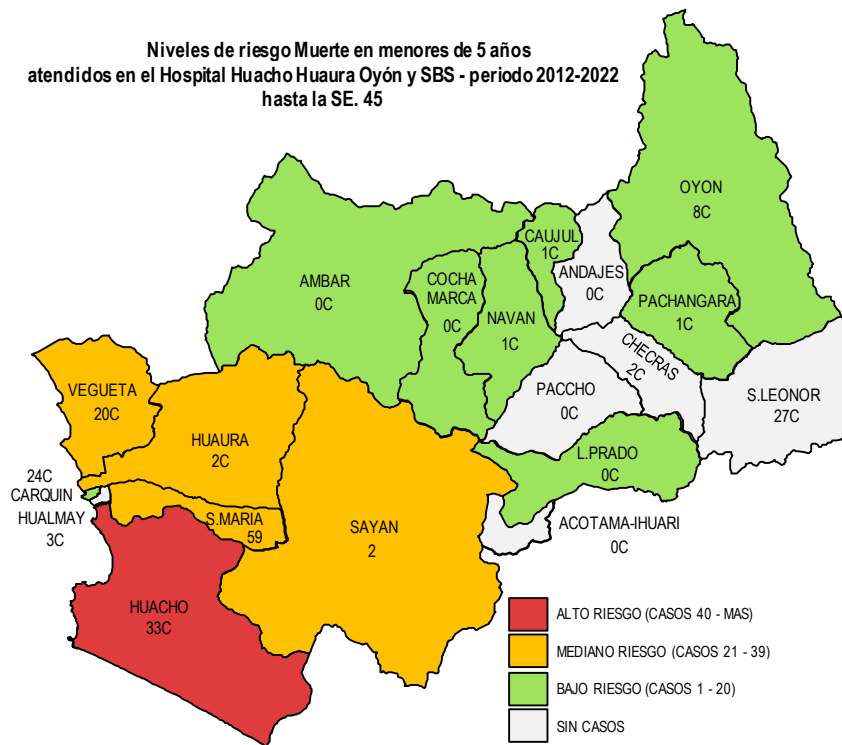 Niveles de riesgo Muerte en menores de 5 años
atendidos en el Hospital Huacho Huaura Oyón y SBS - periodo 2012-2022
hasta la SE. 45
OYON
8C
CAUJUL
1C
ANDAJES
0C
AMBAR
0C
COCHA
MARCA
0C
NAVAN
1C
PACHANGARA
1C
CHECRAS
2C
PACCHO
0C
S.LEONOR
27C
VEGUETA
20C
HUAURA
2C
L.PRADO
0C
24C
CARQUIN
HUALMAY
3C
S.MARIA
59
SAYAN
2
ACOTAMA-IHUARI
0C
HUACHO
33C
ALTO RIESGO (CASOS 40 - MAS)
MEDIANO RIESGO (CASOS 21 - 39)
BAJO RIESGO (CASOS 1 - 20)
SIN CASOS